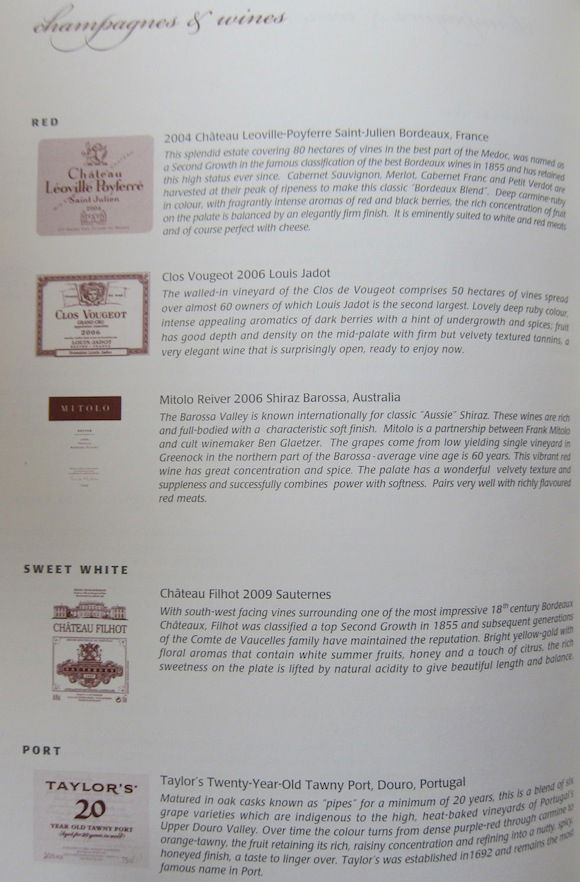 champagnes & wines
RED
Château
Léoville Poyferré
Saint-Julien
2004
2004 Château Leoville-Poyferre Saint-Julien Bordeaux, France
This splendid estate covering 80 hectares of vines in the best part of the Medoc, was named as
a Second Growth in the famous classification of the best Bordeaux wines in 1855 and has retained
this high status ever since. Cabernet Sauvignon, Merlot, Cabernet Franc and Petit Verdot are
harvested at their peak of ripeness to make this classic "Bordeaux Blend". Deep carmine-ruby
in colour, with fragrantly intense aromas of red and black berries, the rich concentration of fruit
on the palate is balanced by an elegantly firm finish. It is eminently suited to white and red meats
and of course perfect with cheese.
CLOS VOUGEOT
GRAND CRU
2006
LOUIS JADOT
Clos Vougeot 2006 Louis Jadot
The walled-in vineyard of the Clos de Vougeot comprises 50 hectares of vines spread
over almost 60 owners of which Louis Jadot is the second largest. Lovely deep ruby colour,
intense appealing aromatics of dark berries with a hint of undergrowth and spices; fruit
has good depth and density on the mid-palate with firm but velvety textured tannins, a
very elegant wine that is surprisingly open, ready to enjoy now.
MITOLO
Mitolo Reiver 2006 Shiraz Barossa, Australia
The Barossa Valley is known internationally for classic "Aussie" Shiraz. These wines are rich
and full-bodied with a characteristic soft finish. Mitolo is a partnership between Frank Mitolo
and cult winemaker Ben Glaetzer. The grapes come from low yielding single vineyard in
Greenock in the northern part of the Barossa - average vine age is 60 years. This vibrant red
wine has great concentration and spice. The palate has a wonderful velvety texture and
suppleness and successfully combines power with softness. Pairs very well with richly flavoured
red meats.
SWEET WHITE
CHÂTEAU FILHOT
SAUTERNES
Château Filhot 2009 Sauternes
With south-west facing vines surrounding one of the most impressive 18th century Bordeaux
Châteaux, Filhot was classified a top Second Growth in 1855 and subsequent generations
of the Comte de Vaucelles family have maintained the reputation. Bright yellow-gold with
floral aromas that contain white summer fruits, honey and a touch of citrus, the rich
sweetness on the plate is lifted by natural acidity to give beautiful length and balance.
PORT
TAYLOR'S
20
YEAR OLD TAWNY PORT
Aged for 20 years in wood
Taylor's Twenty-Year-Old Tawny Port, Douro, Portugal
Matured in oak casks known as "pipes" for a minimum of 20 years, this is a blend of six
grape varieties which are indigenous to the high, heat-baked vineyards of Portugal's
Upper Douro Valley. Over time the colour turns from dense purple-red through carmine to
orange-tawny, the fruit retaining its rich, raisiny concentration and refining into a nutty, spicy,
honeyed finish, a taste to linger over. Taylor's was established in 1692 and remains the most
famous name in Port.